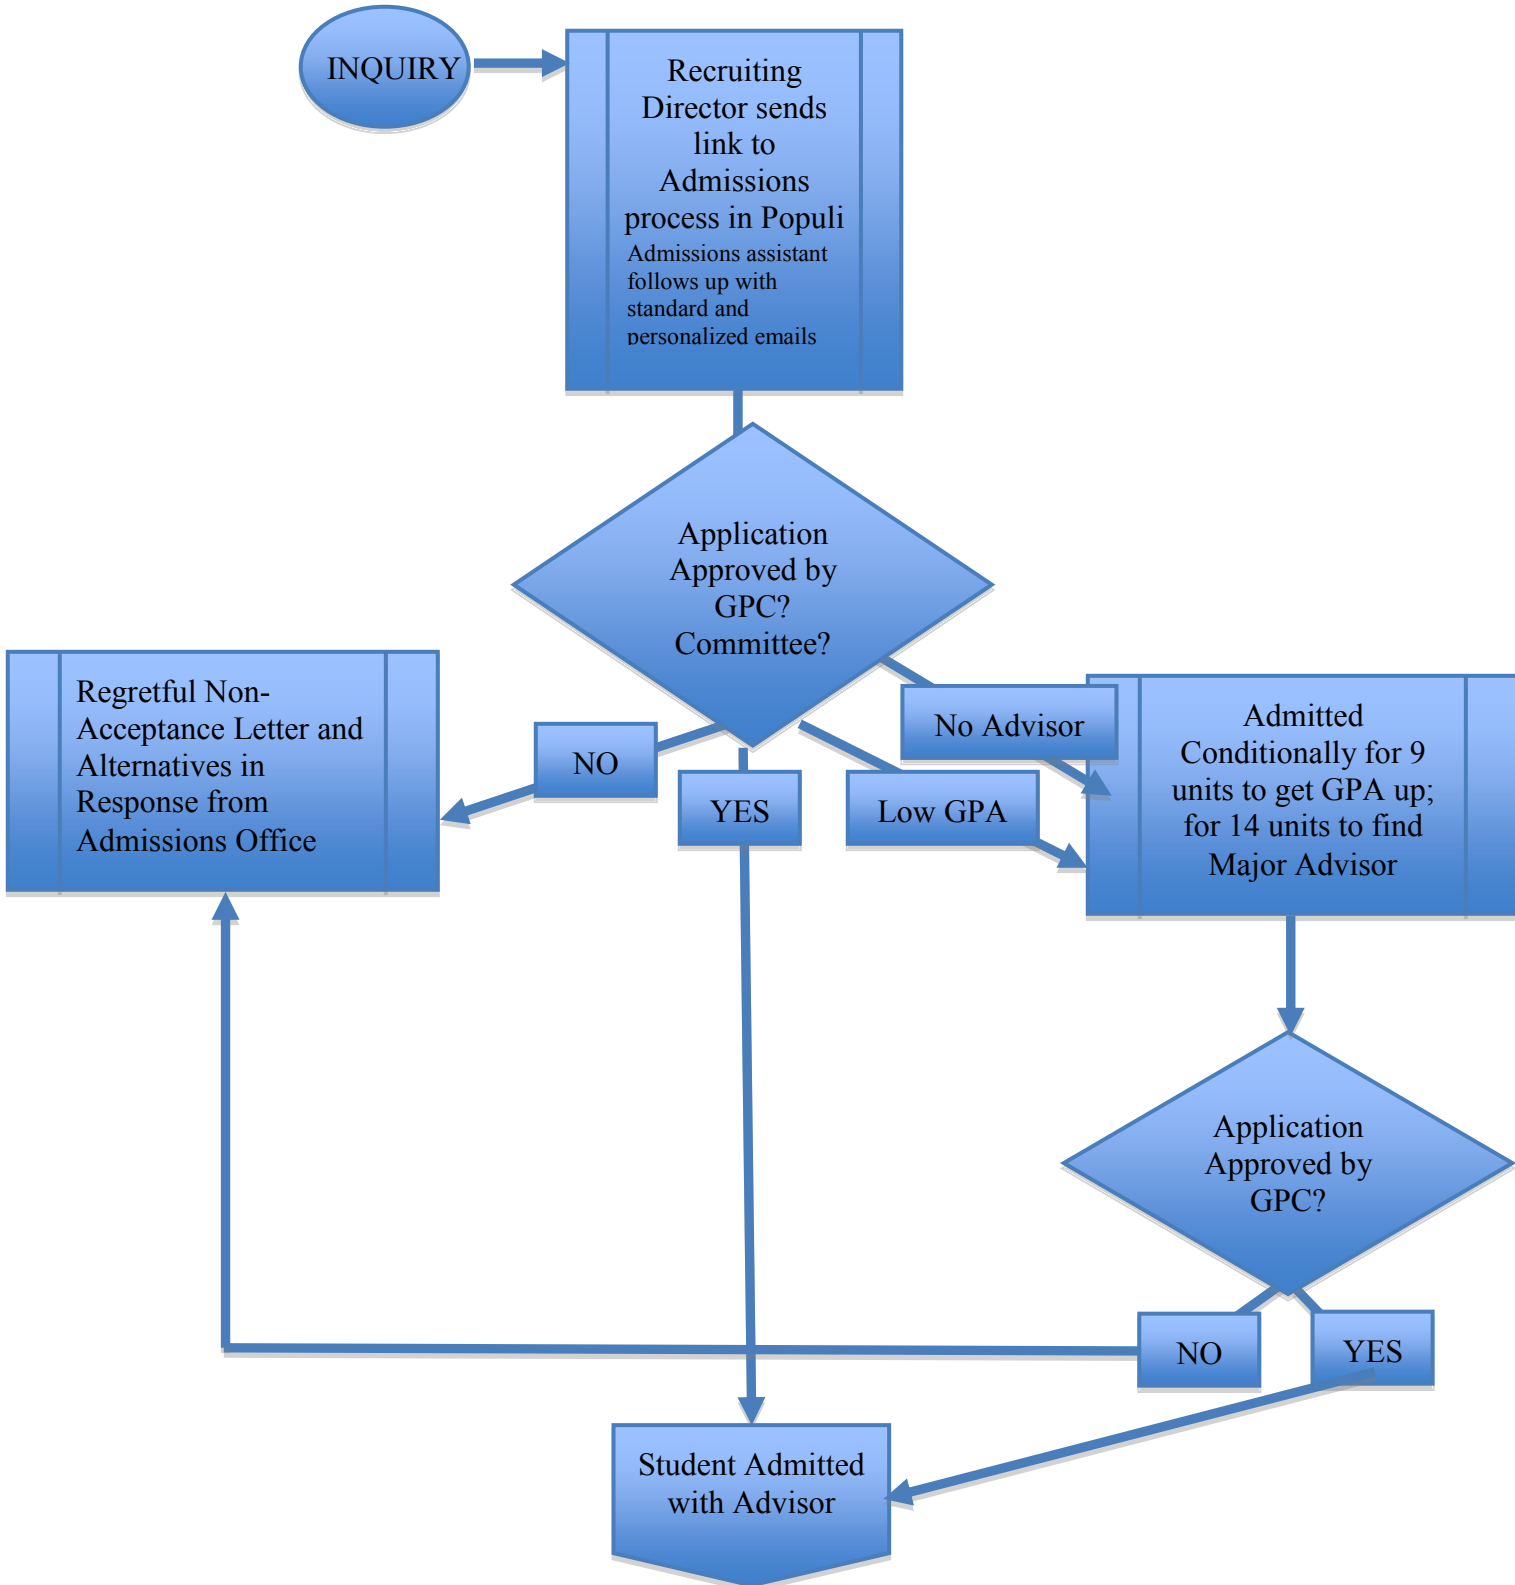 INQUIRY
Recruiting
Director sends
link to
Admissions
process in Populi
Admissions assistant
follows up with
standard and
personalized emails
Application
Approved by
GPC?
Committee?
Regretful Non-
Acceptance Letter and
Alternatives in
Response from
Admissions Office
NO
YES
Low GPA
No Advisor
Admitted
Conditionally for 9
units to get GPA up;
for 14 units to find
Major Advisor
Application
Approved by
GPC?
NO
YES
Student Admitted
with Advisor